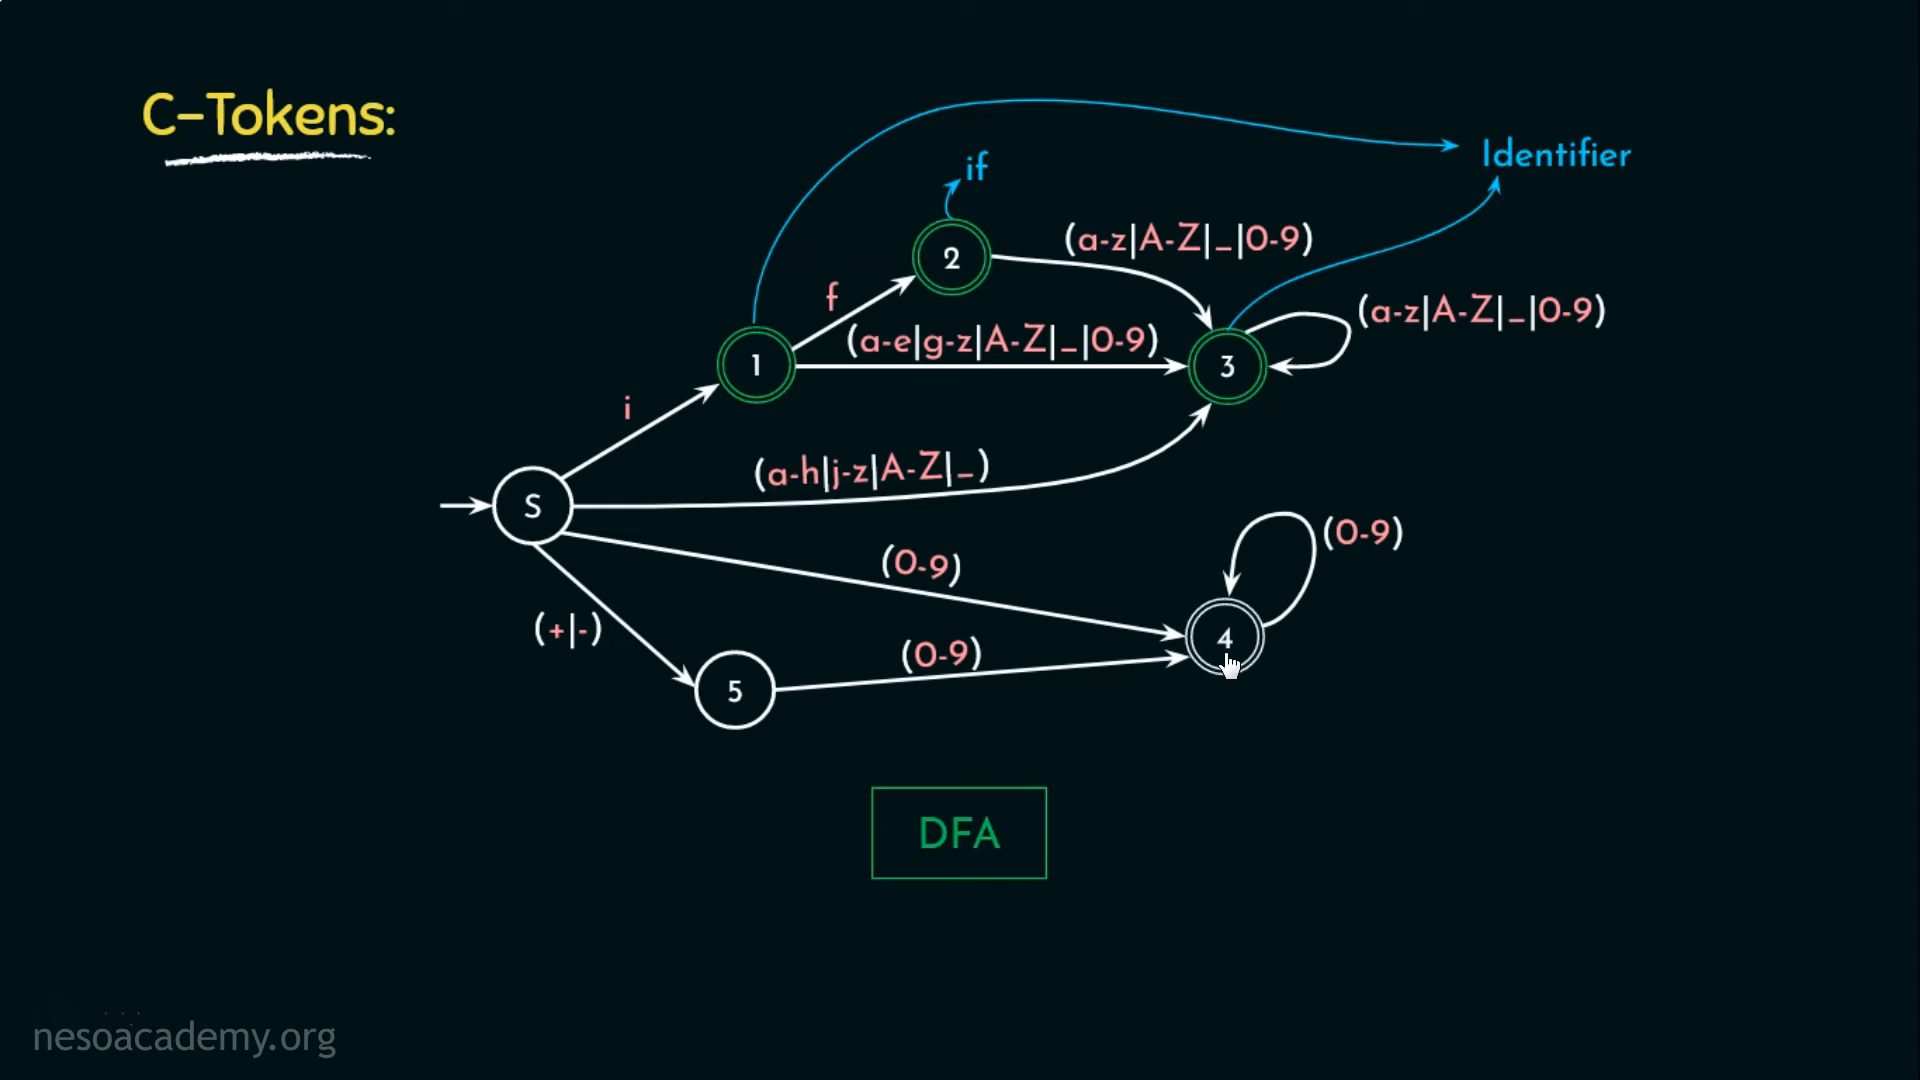 C-Tokens:
Identifier
if
2
(a-z|A-Z|_|0-9)
f
(a-z|A-Z|_|0-9)
(a-e|g-z|A-Z|_|0-9)
1
3
i
(a-h|j-z|A-Z|_)
S
(0-9)
(0-9)
(+|-)
4
(0-9)
5
DFA
nesoacademy.org